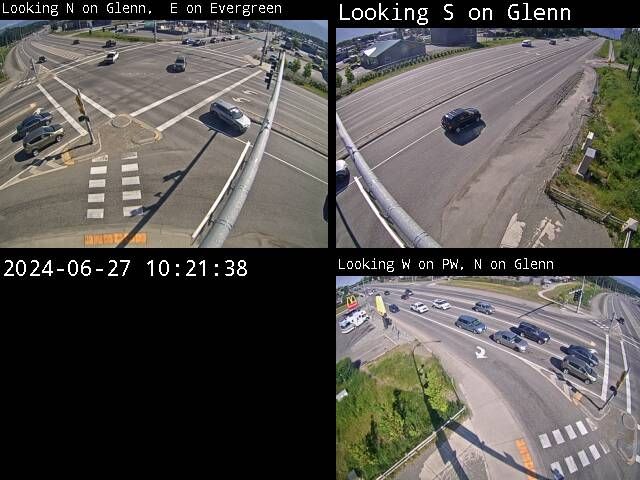 Looking N on Glenn,  E on Evergreen
Looking S on Glenn
2024-06-27 10:21:38
Looking W on PW, N on Glenn